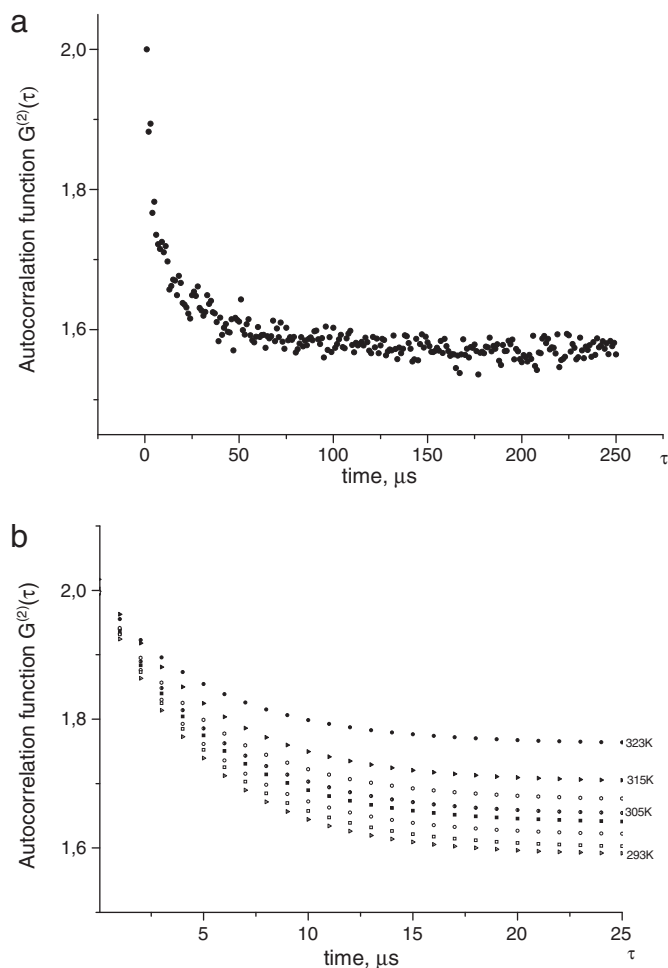 a
Autocorralation function G⁽²⁾(τ)
2,0
1,8
1,6
0
50
100
150
200
250
τ
time, μs
b
Autocorrelation function G⁽²⁾(τ)
2,0
1,8
1,6
323K
315K
305K
293K
5
10
15
20
25
time, μs
τ